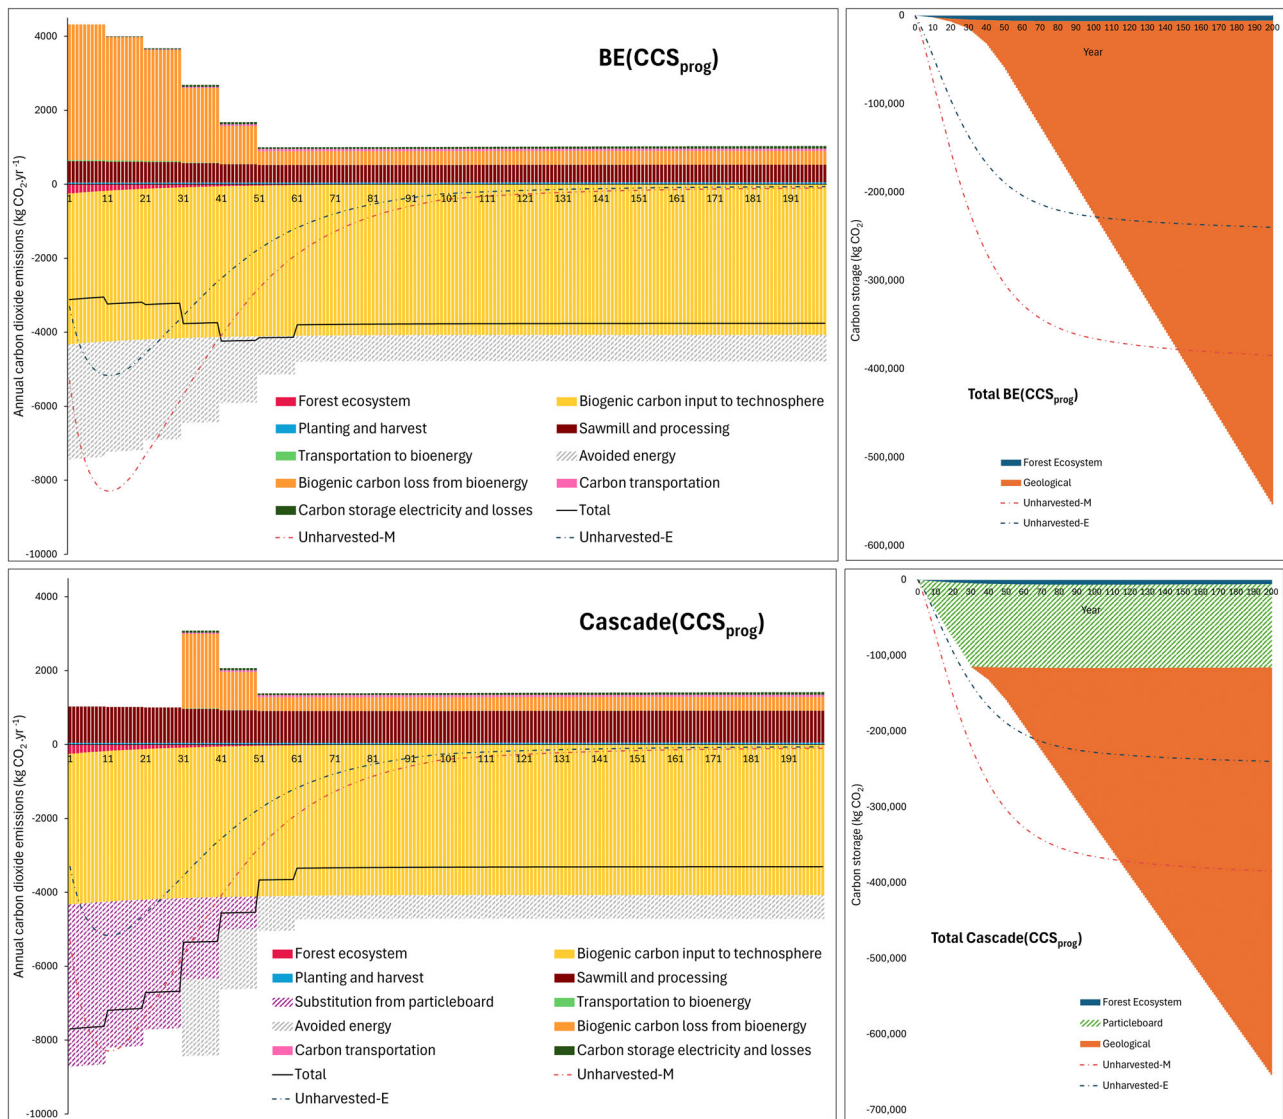 BE(CCSprog)
Annual carbon dioxide emissions (kg CO2.yr-1)
4000
2000
0
-2000
-4000
-6000
-8000
-10000
1 11 21 31 41 51 61 71 81 91 101 111 121 131 141 151 161 171 181 191
Forest ecosystem
Biogenic carbon input to technosphere
Planting and harvest
Sawmill and processing
Transportation to bioenergy
Avoided energy
Biogenic carbon loss from bioenergy
Carbon transportation
Carbon storage electricity and losses
Total
Unharvested-M
Unharvested-E
Carbon storage (kg CO2)
0
-100,000
-200,000
-300,000
-400,000
-500,000
-600,000
0 10 20 30 40 50 60 70 80 90 100 110 120 130 140 150 160 170 180 190 200
Year
Total BE(CCSprog)
Forest Ecosystem
Geological
Unharvested-M
Unharvested-E
Cascade(CCSprog)
Annual carbon dioxide emissions (kg CO2.yr-1)
4000
2000
0
-2000
-4000
-6000
-8000
-10000
1 11 21 31 41 51 61 71 81 91 101 111 121 131 141 151 161 171 181 191
Forest ecosystem
Biogenic carbon input to technosphere
Planting and harvest
Sawmill and processing
Substitution from particleboard
Transportation to bioenergy
Avoided energy
Biogenic carbon loss from bioenergy
Carbon transportation
Carbon storage electricity and losses
Total
Unharvested-M
Unharvested-E
Carbon storage (kg CO2)
0
-100,000
-200,000
-300,000
-400,000
-500,000
-600,000
-700,000
0 10 20 30 40 50 60 70 80 90 100 110 120 130 140 150 160 170 180 190 200
Year
Total Cascade(CCSprog)
Forest Ecosystem
Particleboard
Geological
Unharvested-M
Unharvested-E